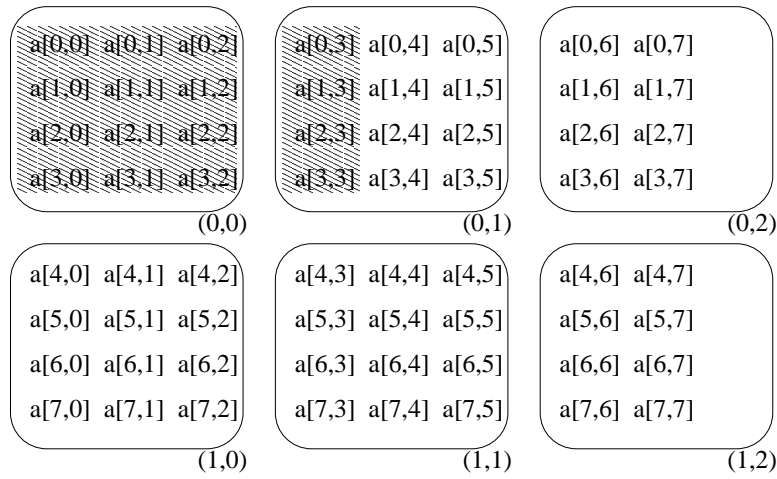 a[0,0] a[0,1] a[0,2] a[0,3] a[0,4] a[0,5] a[0,6] a[0,7]
a[1,0] a[1,1] a[1,2] a[1,3] a[1,4] a[1,5] a[1,6] a[1,7]
a[2,0] a[2,1] a[2,2] a[2,3] a[2,4] a[2,5] a[2,6] a[2,7]
a[3,0] a[3,1] a[3,2] a[3,3] a[3,4] a[3,5] a[3,6] a[3,7]
(0,0) (0,1) (0,2)
a[4,0] a[4,1] a[4,2] a[4,3] a[4,4] a[4,5] a[4,6] a[4,7]
a[5,0] a[5,1] a[5,2] a[5,3] a[5,4] a[5,5] a[5,6] a[5,7]
a[6,0] a[6,1] a[6,2] a[6,3] a[6,4] a[6,5] a[6,6] a[6,7]
a[7,0] a[7,1] a[7,2] a[7,3] a[7,4] a[7,5] a[7,6] a[7,7]
(1,0) (1,1) (1,2)